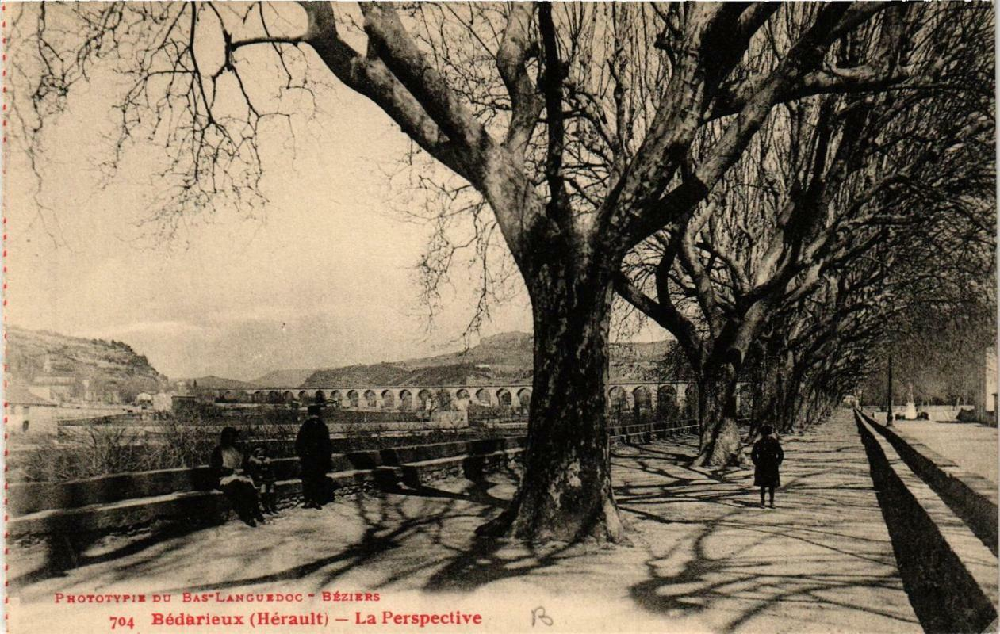 PHOTOTYPIE DU BAS-LANGUEDOC - BÉZIERS
704 Bédarieux (Hérault) — La Perspective B